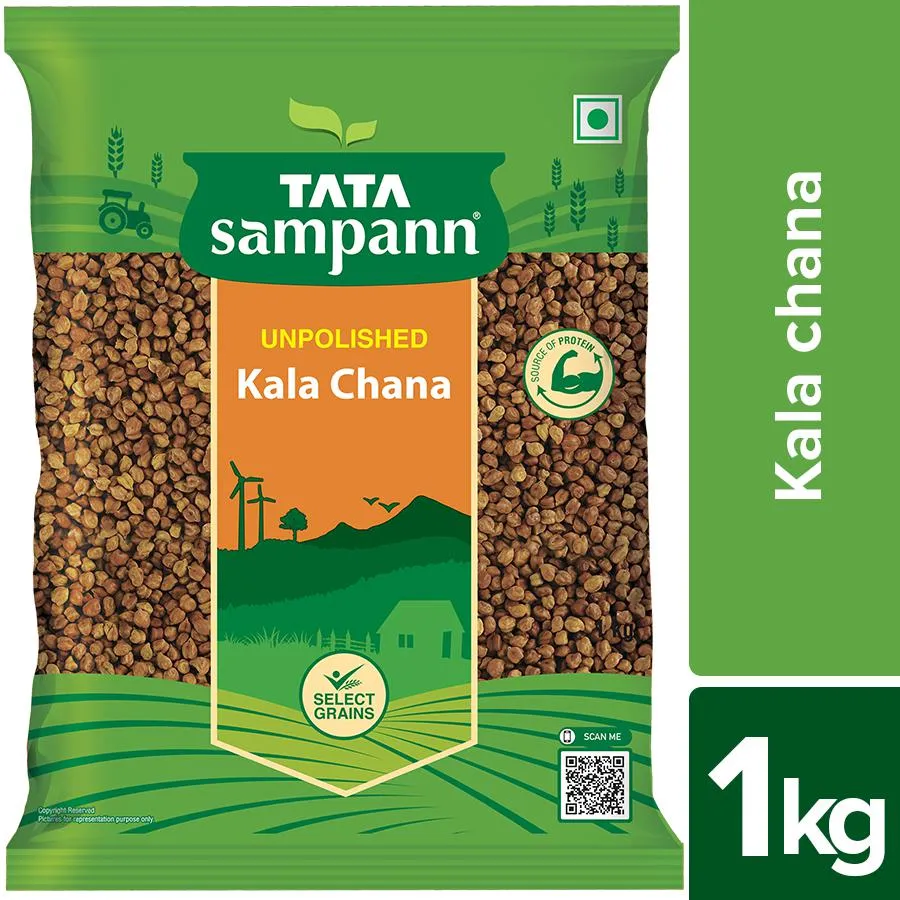 TATA
sampann®
UNPOLISHED
Kala Chana
SOURCE OF PROTEIN
SELECT
GRAINS
kg
SCAN ME
Copyright Reserved
Pictures for representation purpose only
Kala chana
1kg